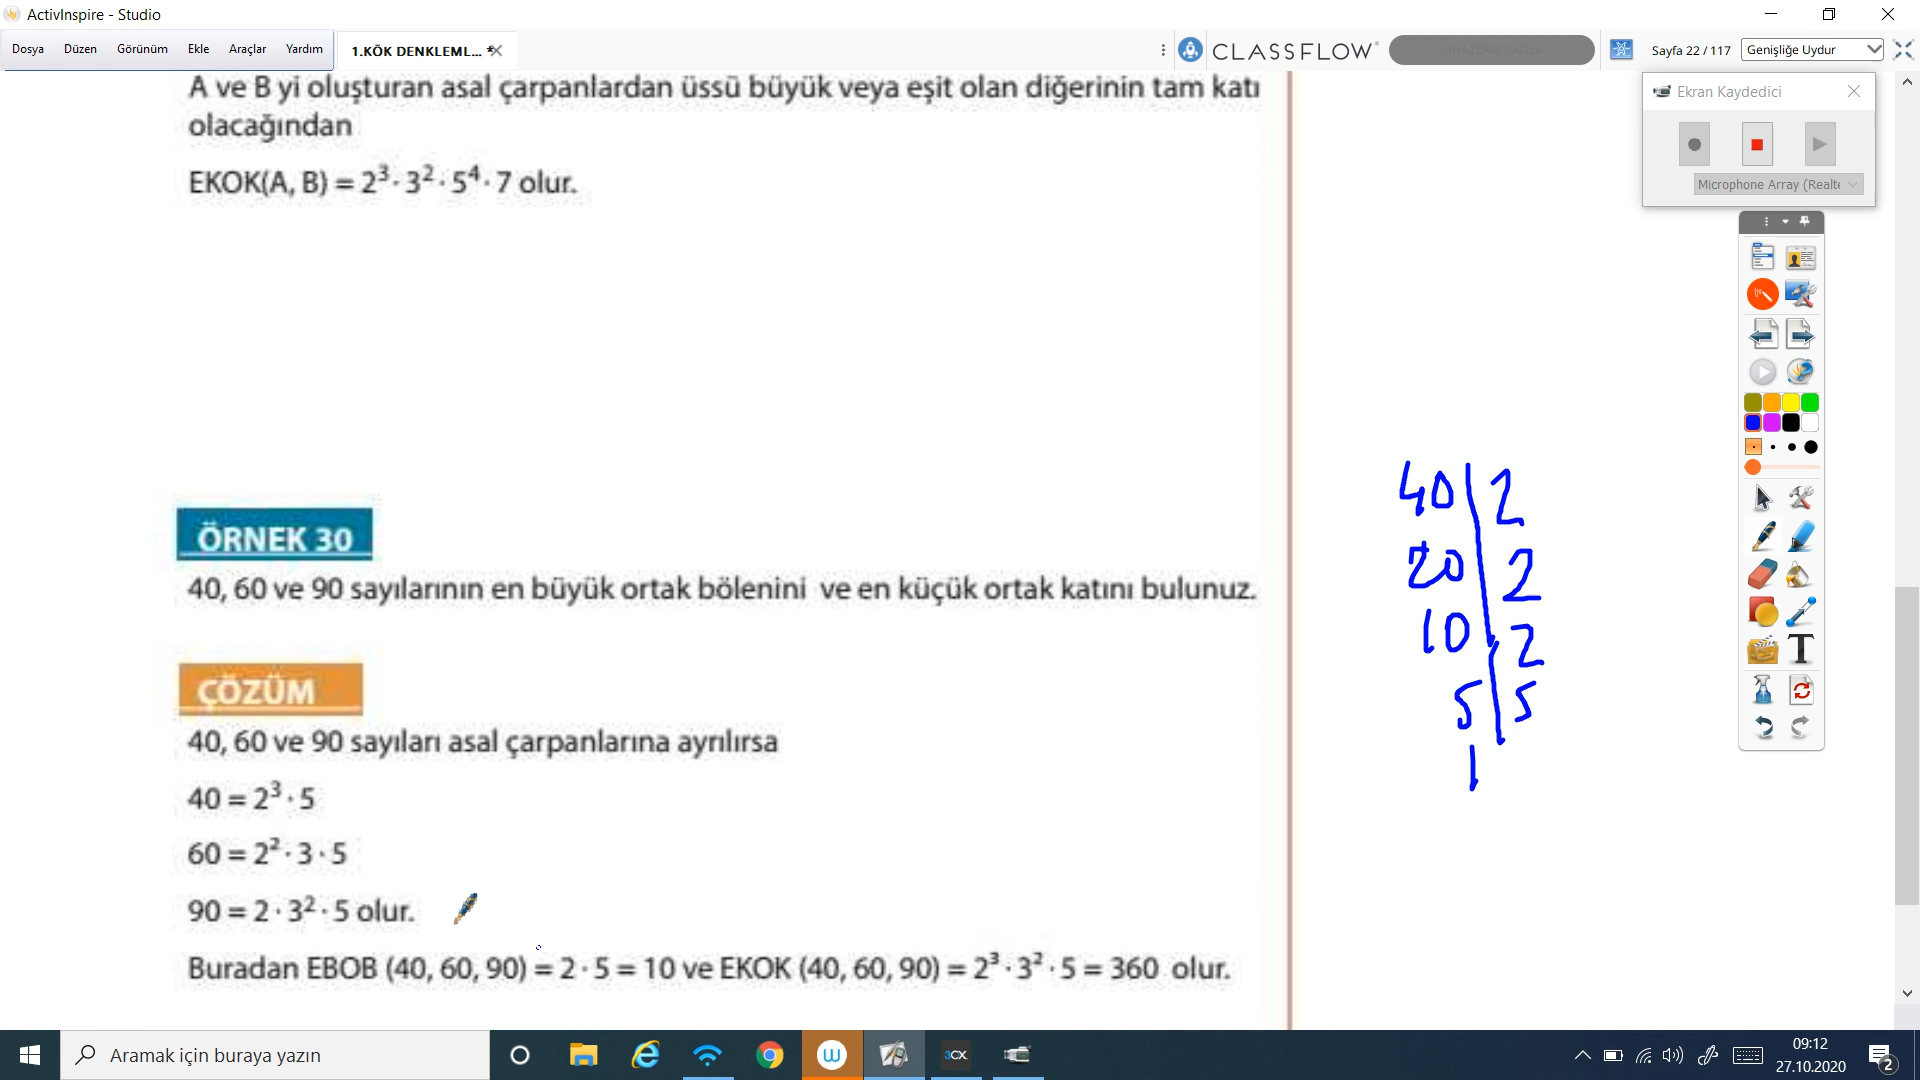 ActivInspire - Studio
Dosya Düzen Görünüm Ekle Araçlar Yardım 1.KÖK DENKLEML... * CLASSFLOW Sayfa 22 / 117 Genişliğe Uydur
A ve B yi oluşturan asal çarpanlardan üssü büyük veya eşit olan diğerinin tam katı
olacağından
EKOK(A, B) = 2³ · 3² · 5⁴ · 7 olur.
Ekran Kaydedici
Microphone Array (Realte
ÖRNEK 30
40, 60 ve 90 sayılarının en büyük ortak bölenini ve en küçük ortak katını bulunuz.
ÇÖZÜM
40, 60 ve 90 sayıları asal çarpanlarına ayrılırsa
40 = 2³ · 5
60 = 2² · 3 · 5
90 = 2 · 3² · 5 olur.
Buradan EBOB (40, 60, 90) = 2 · 5 = 10 ve EKOK (40, 60, 90) = 2³ · 3² · 5 = 360 olur.
40 | 2
20 | 2
10 | 2
5 | 5
1
T
Aramak için buraya yazın
W
3CX
09:12
27.10.2020
2